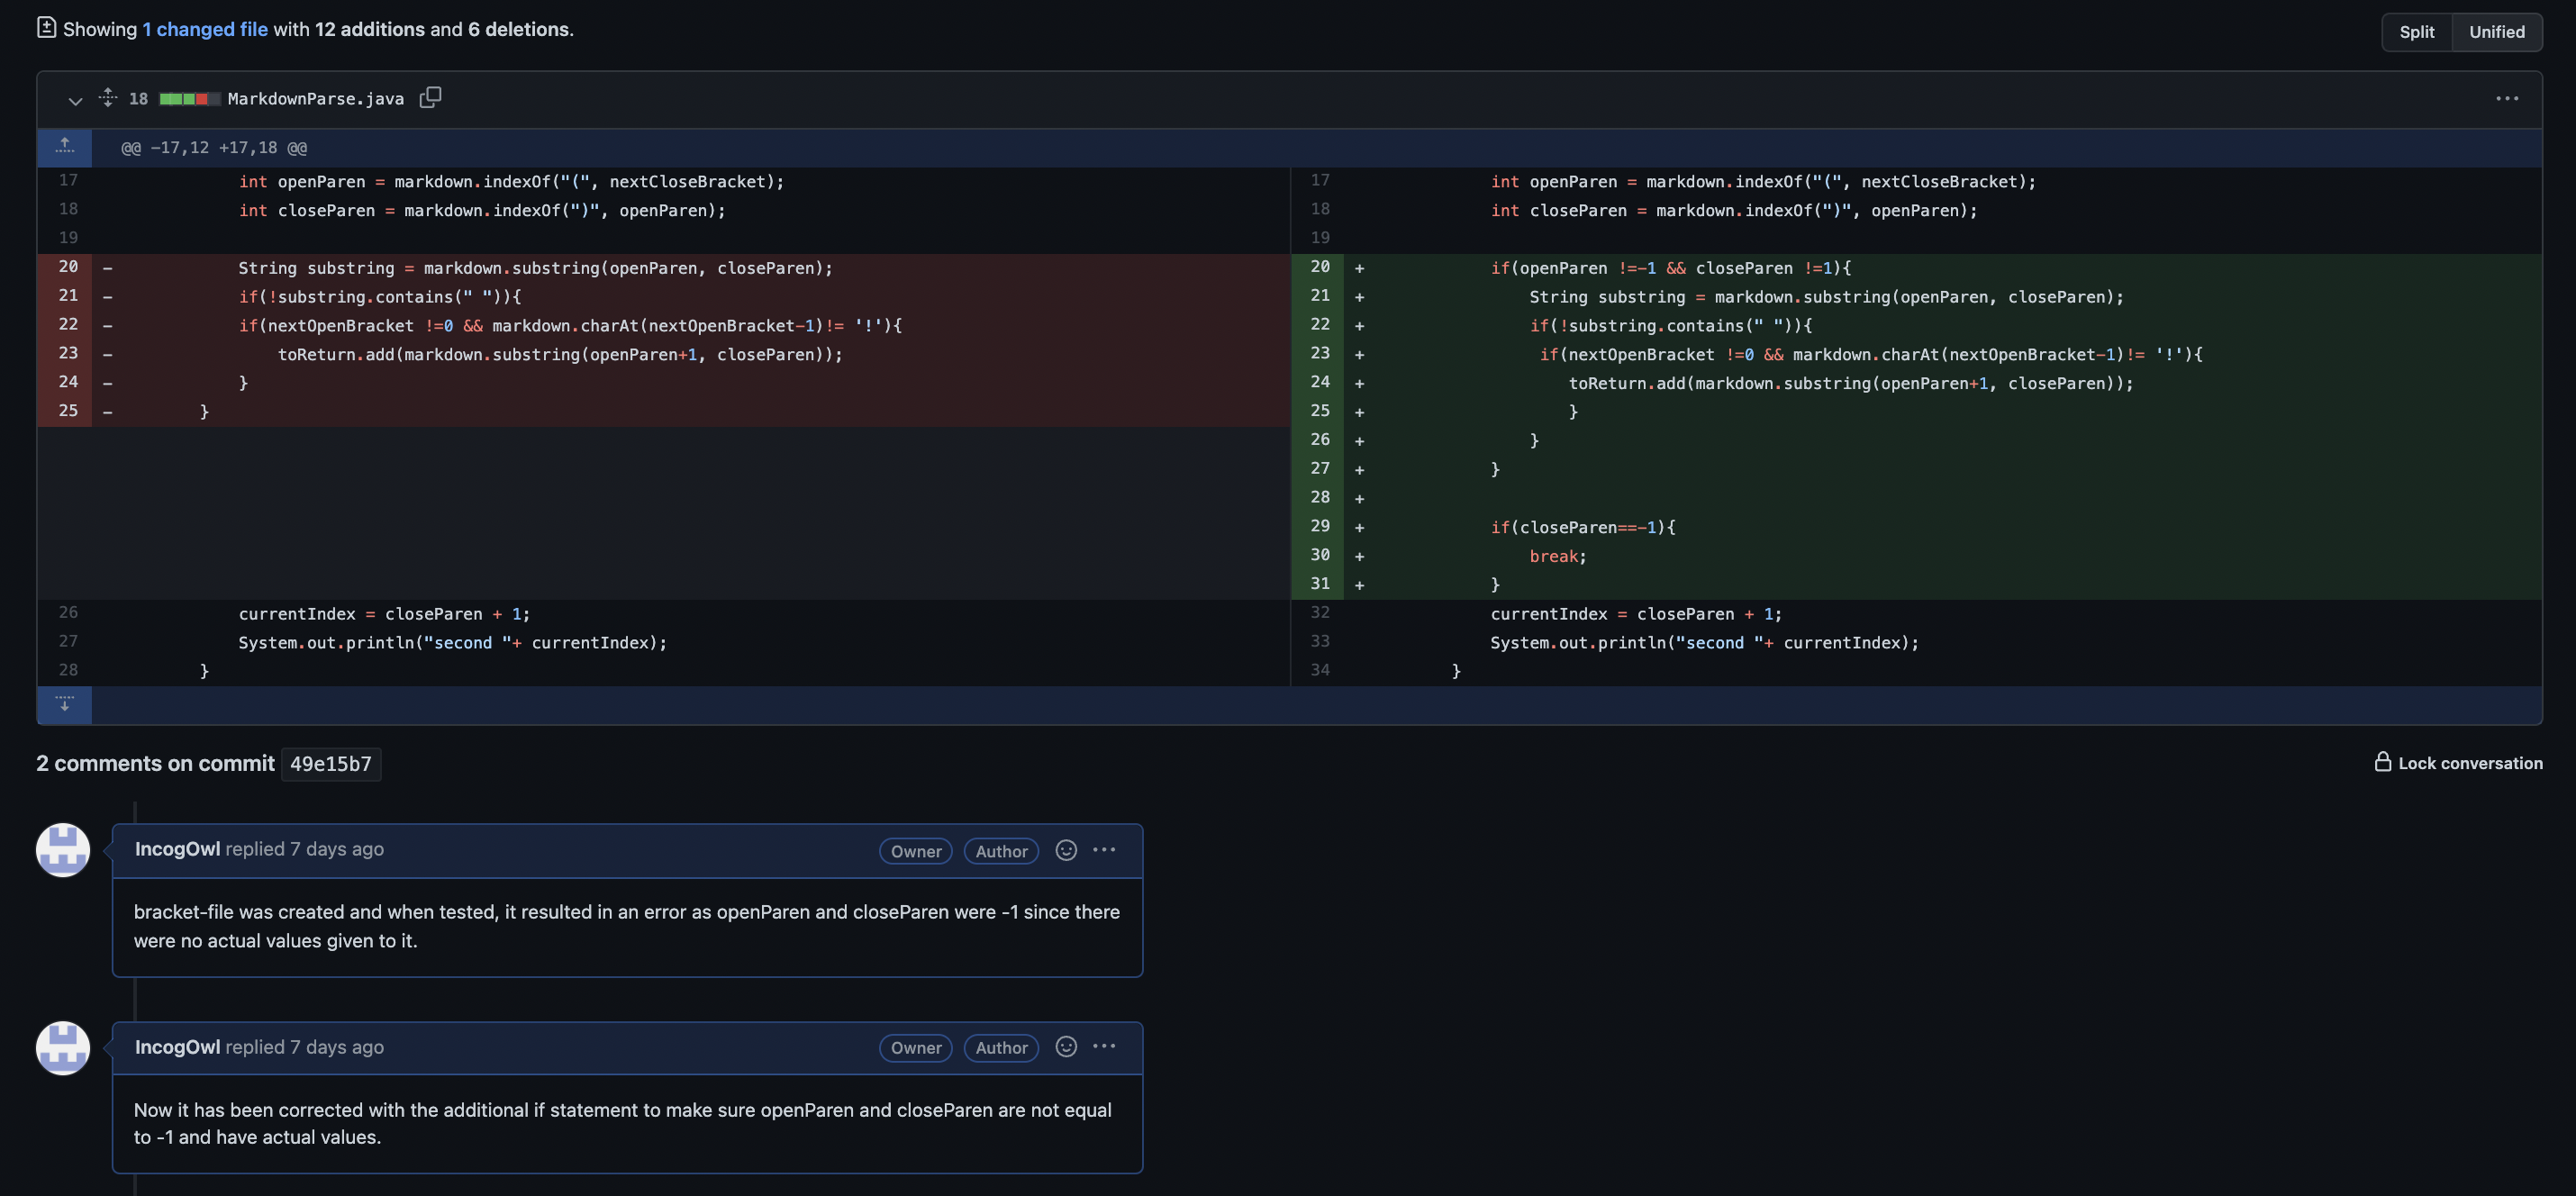 Showing 1 changed file with 12 additions and 6 deletions.
Split Unified
18 MarkdownParse.java
@@ -17,12 +17,18 @@
17 int openParen = markdown.indexOf("(", nextCloseBracket);
18 int closeParen = markdown.indexOf(")", openParen);
19
20 - String substring = markdown.substring(openParen, closeParen);
21 - if(!substring.contains(" ")){
22 - if(nextOpenBracket !=0 && markdown.charAt(nextOpenBracket-1)!= '!'){
23 - toReturn.add(markdown.substring(openParen+1, closeParen));
24 - }
25 - }
26 currentIndex = closeParen + 1;
27 System.out.println("second "+ currentIndex);
28 }
17 int openParen = markdown.indexOf("(", nextCloseBracket);
18 int closeParen = markdown.indexOf(")", openParen);
19
20 + if(openParen !=-1 && closeParen !=1){
21 + String substring = markdown.substring(openParen, closeParen);
22 + if(!substring.contains(" ")){
23 + if(nextOpenBracket !=0 && markdown.charAt(nextOpenBracket-1)!= '!'){
24 + toReturn.add(markdown.substring(openParen+1, closeParen));
25 + }
26 + }
27 + }
28 +
29 + if(closeParen==-1){
30 + break;
31 + }
32 currentIndex = closeParen + 1;
33 System.out.println("second "+ currentIndex);
34 }
2 comments on commit 49e15b7
Lock conversation
IncogOwl replied 7 days ago Owner Author
bracket-file was created and when tested, it resulted in an error as openParen and closeParen were -1 since there
were no actual values given to it.
IncogOwl replied 7 days ago Owner Author
Now it has been corrected with the additional if statement to make sure openParen and closeParen are not equal
to -1 and have actual values.